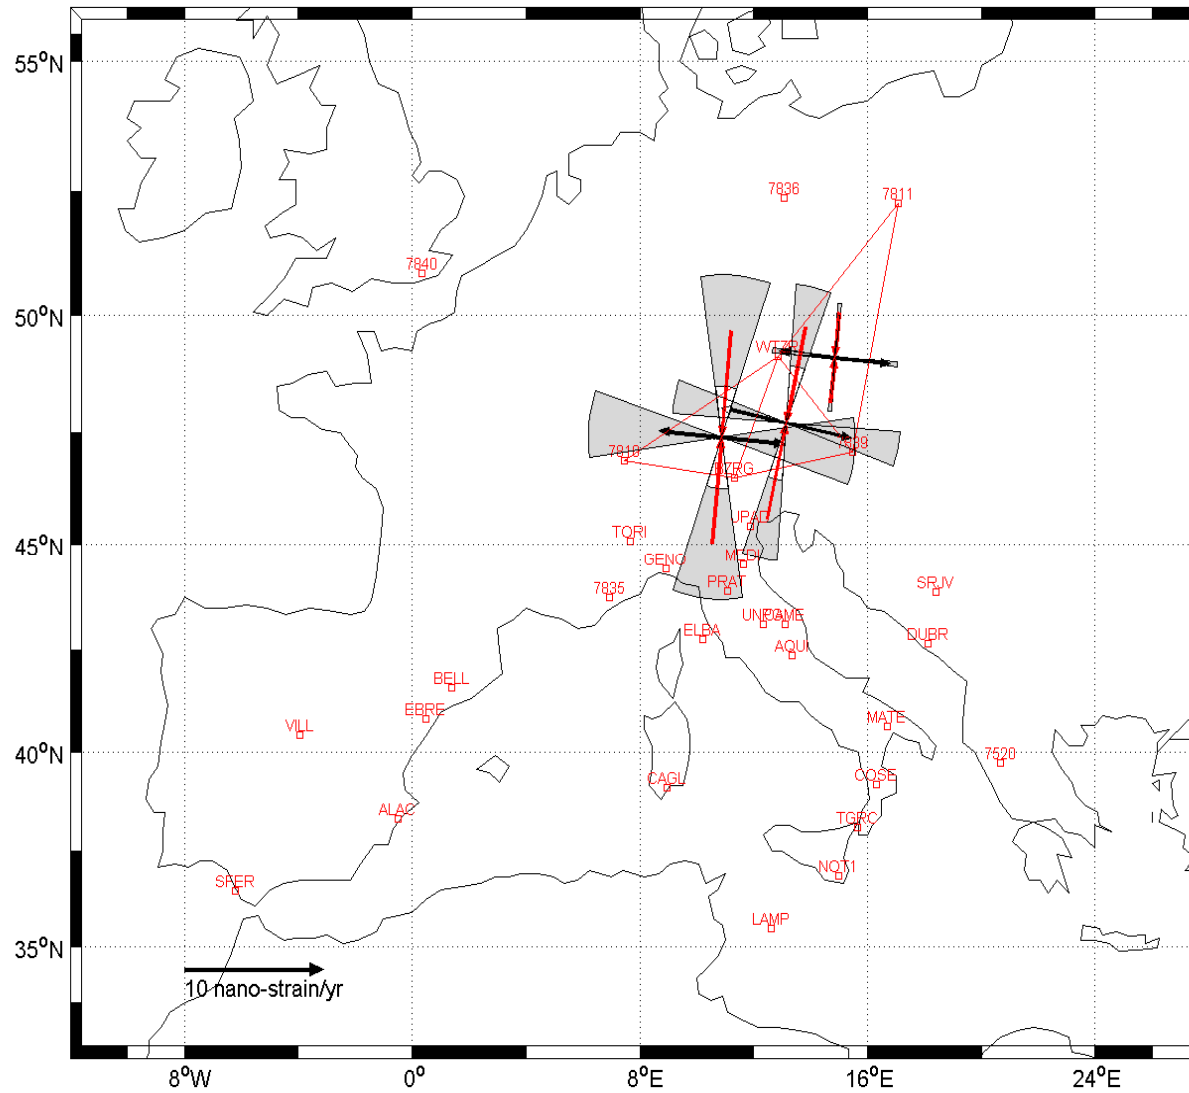 55°N
7836
7811
7840
50°N
WTZR
7839
7810
BZRG
UPAD
TORI
45°N
GENO
MEDI
7835
PRAT
SRJV
UNPG
CAME
ELBA
DUBR
AQUI
BELL
EBRE
MATE
VILL
40°N
7520
COSE
CAGL
ALAC
TGRC
NOT1
SFER
LAMP
35°N
10 nano-strain/yr
8°W
0°
8°E
16°E
24°E